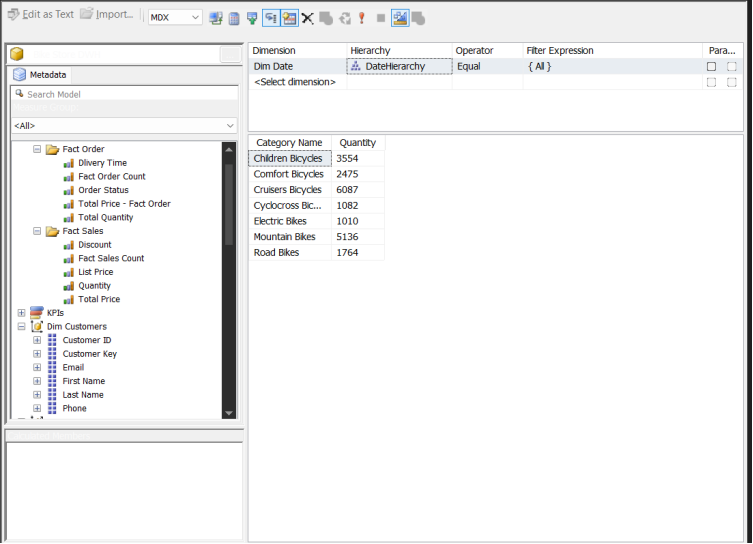 Edit as Text Import... MDX
Metadata
Search Model
<All>
Fact Order
Dlivery Time
Fact Order Count
Order Status
Total Price - Fact Order
Total Quantity
Fact Sales
Discount
Fact Sales Count
List Price
Quantity
Total Price
KPIs
Dim Customers
Customer ID
Customer Key
Email
First Name
Last Name
Phone
Dimension Hierarchy Operator Filter Expression Para...
Dim Date DateHierarchy Equal { All }
<Select dimension>
Category Name Quantity
Children Bicycles 3554
Comfort Bicycles 2475
Cruisers Bicycles 6087
Cyclocross Bic... 1082
Electric Bikes 1010
Mountain Bikes 5136
Road Bikes 1764